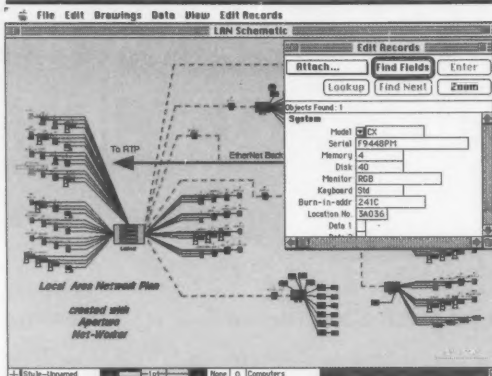 File Edit Drawings Data View Edit Records
LAN Schematic
Edit Records
Attach... Find Fields Enter
Lookup Find Next Zoom
Objects Found: 1
System
Model CX
Serial F9448PM
Memory 4
Disk 40
Monitor RGB
Keyboard Std
Burn-in-addr 241C
Location No. 3A036
Data 1
To RTP
EtherNet Back
Local Area Network Plan
created with
Aperture
Net-Worker
Style-Unnamed
None
Computers